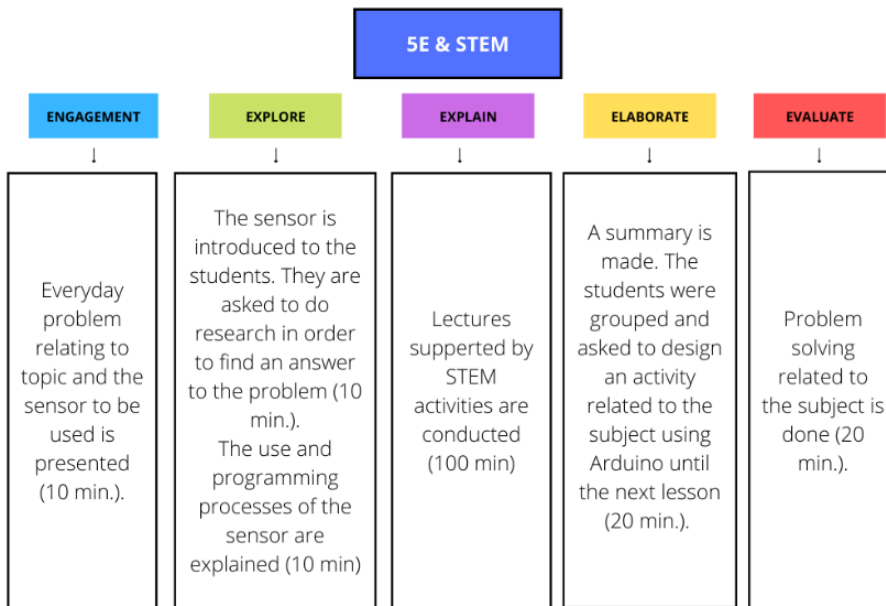 5E & STEM
ENGAGEMENT
Everyday
problem
relating to
topic and the
sensor to be
used is
presented
(10 min.).
EXPLORE
The sensor is
introduced to the
students. They are
asked to do
research in order
to find an answer
to the problem (10
min.).
The use and
programming
processes of the
sensor are
explained (10 min)
EXPLAIN
Lectures
supperted by
STEM
activities are
conducted
(100 min)
ELABORATE
A summary is
made. The
students were
grouped and
asked to design
an activity
related to the
subject using
Arduino until
the next lesson
(20 min.).
EVALUATE
Problem
solving
related to
the subject is
done (20
min.).